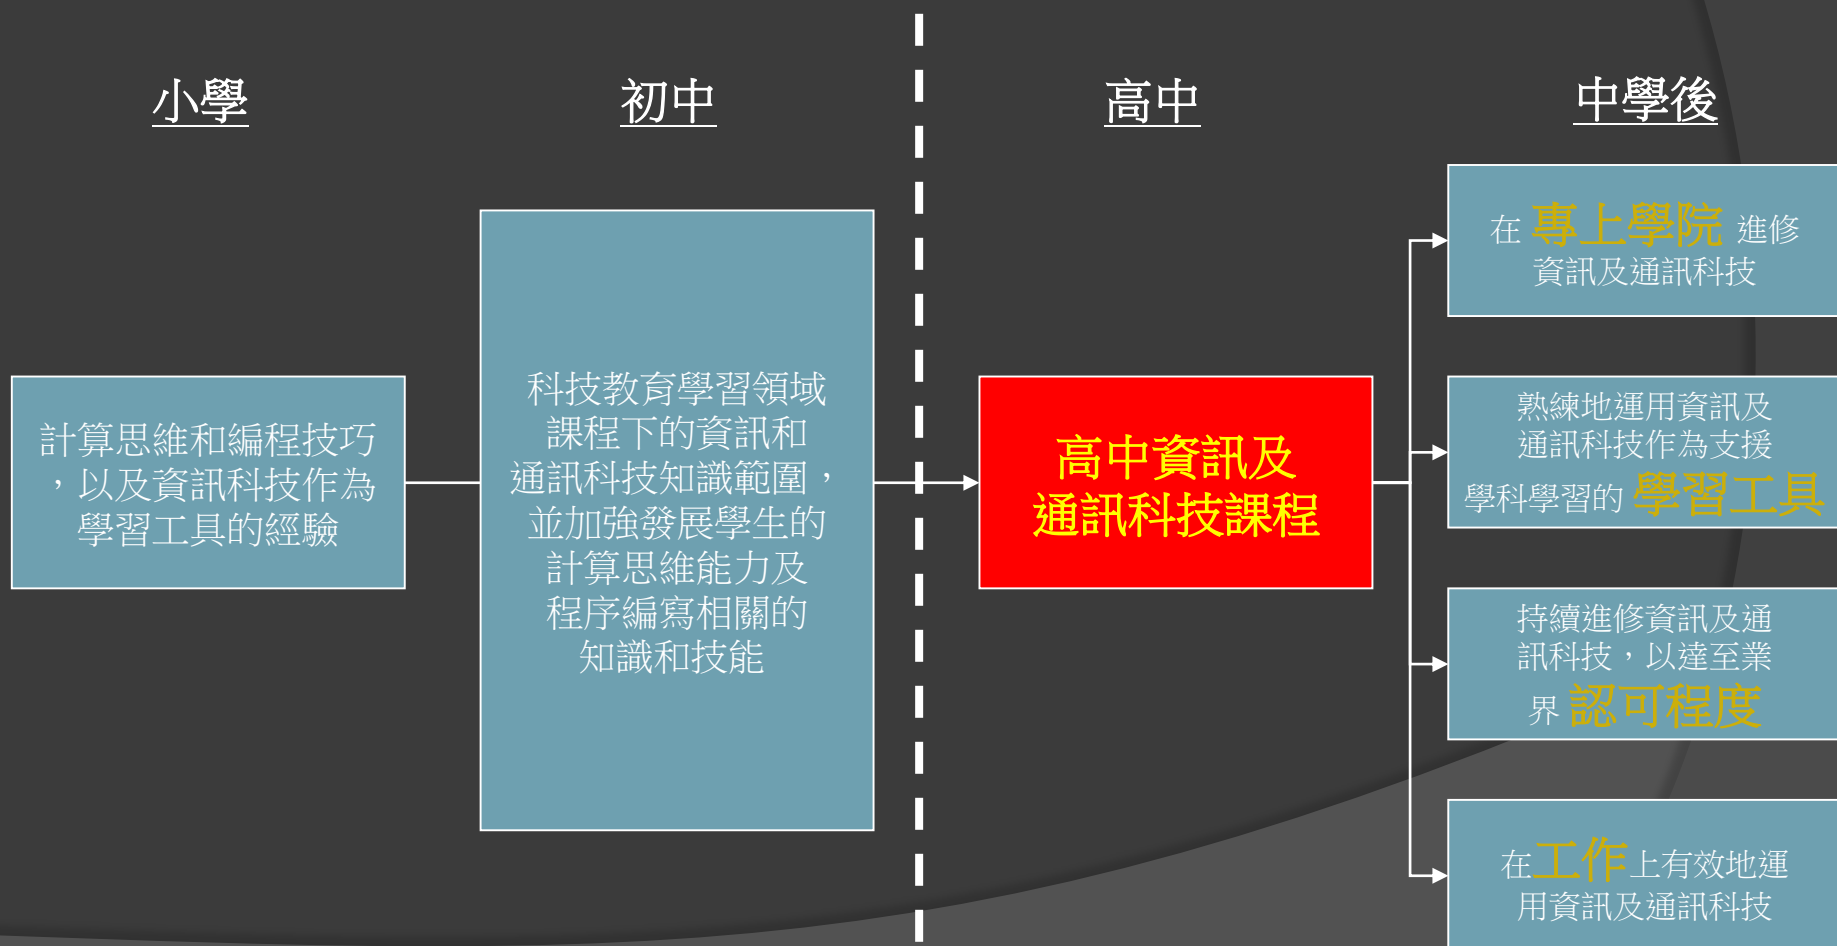 小學
初中
高中
中學後
計算思維和編程技巧
，以及資訊科技作為
學習工具的經驗
科技教育學習領域
課程下的資訊和
通訊科技知識範圍，
並加強發展學生的
計算思維能力及
程序編寫相關的
知識和技能
高中資訊及
通訊科技課程
在 專上學院 進修
資訊及通訊科技
熟練地運用資訊及
通訊科技作為支援
學科學習的 學習工具
持續進修資訊及通
訊科技，以達至業
界 認可程度
在工作上有效地運
用資訊及通訊科技